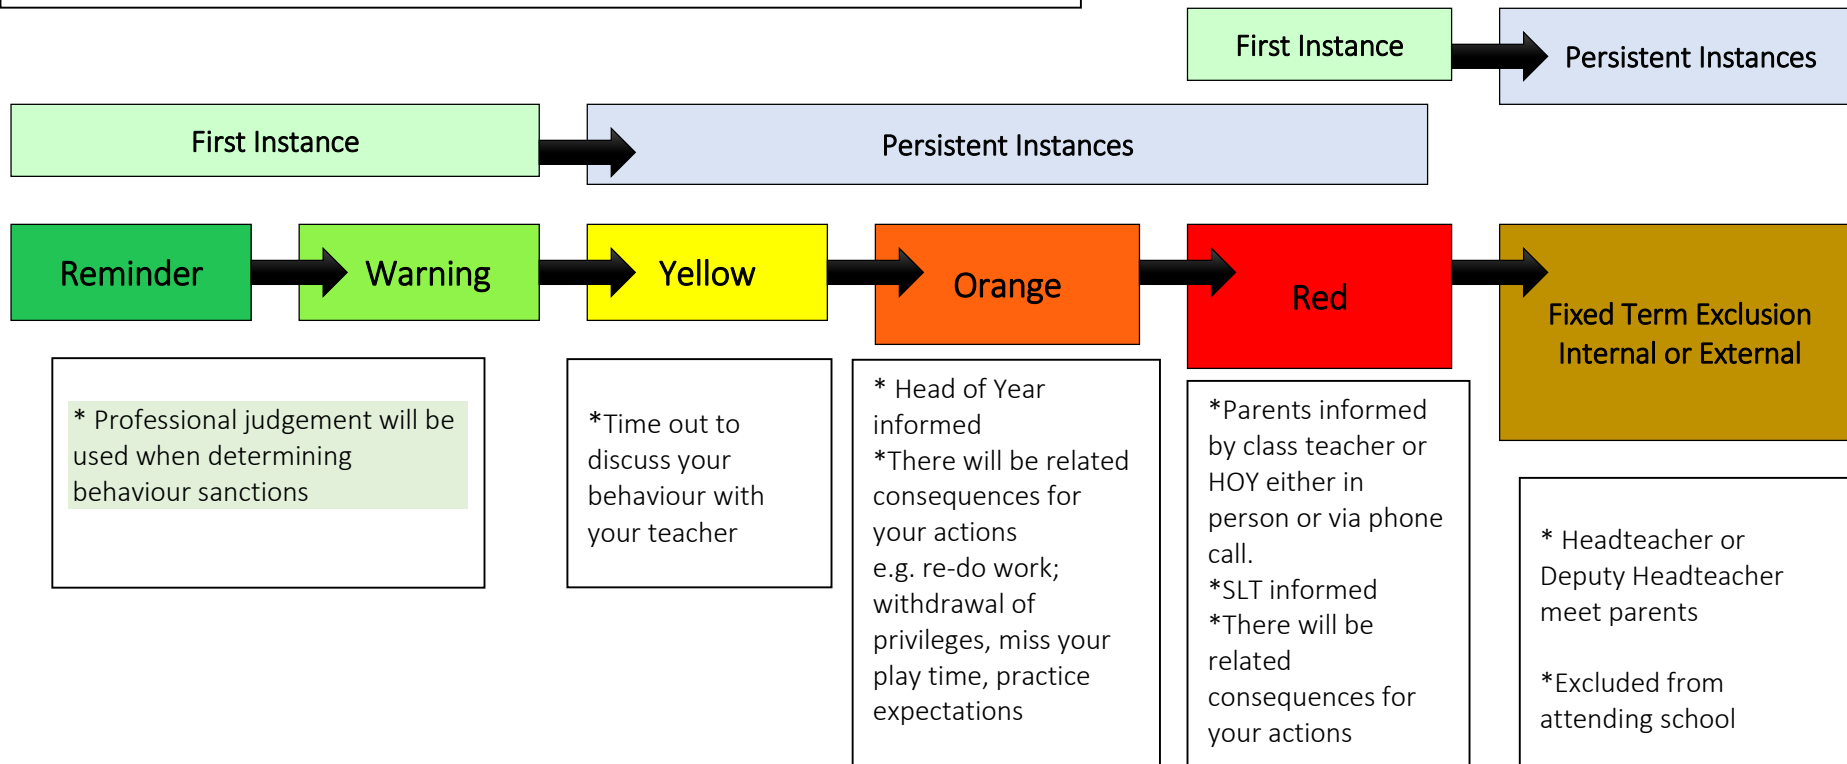 First Instance
Persistent Instances
First Instance
Persistent Instances
Reminder
Warning
Yellow
Orange
Red
Fixed Term Exclusion
Internal or External
* Professional judgement will be
used when determining
behaviour sanctions
*Time out to
discuss your
behaviour with
your teacher
* Head of Year
informed
*There will be related
consequences for
your actions
e.g. re-do work;
withdrawal of
privileges, miss your
play time, practice
expectations
*Parents informed
by class teacher or
HOY either in
person or via phone
call.
*SLT informed
*There will be
related
consequences for
your actions
* Headteacher or
Deputy Headteacher
meet parents
*Excluded from
attending school